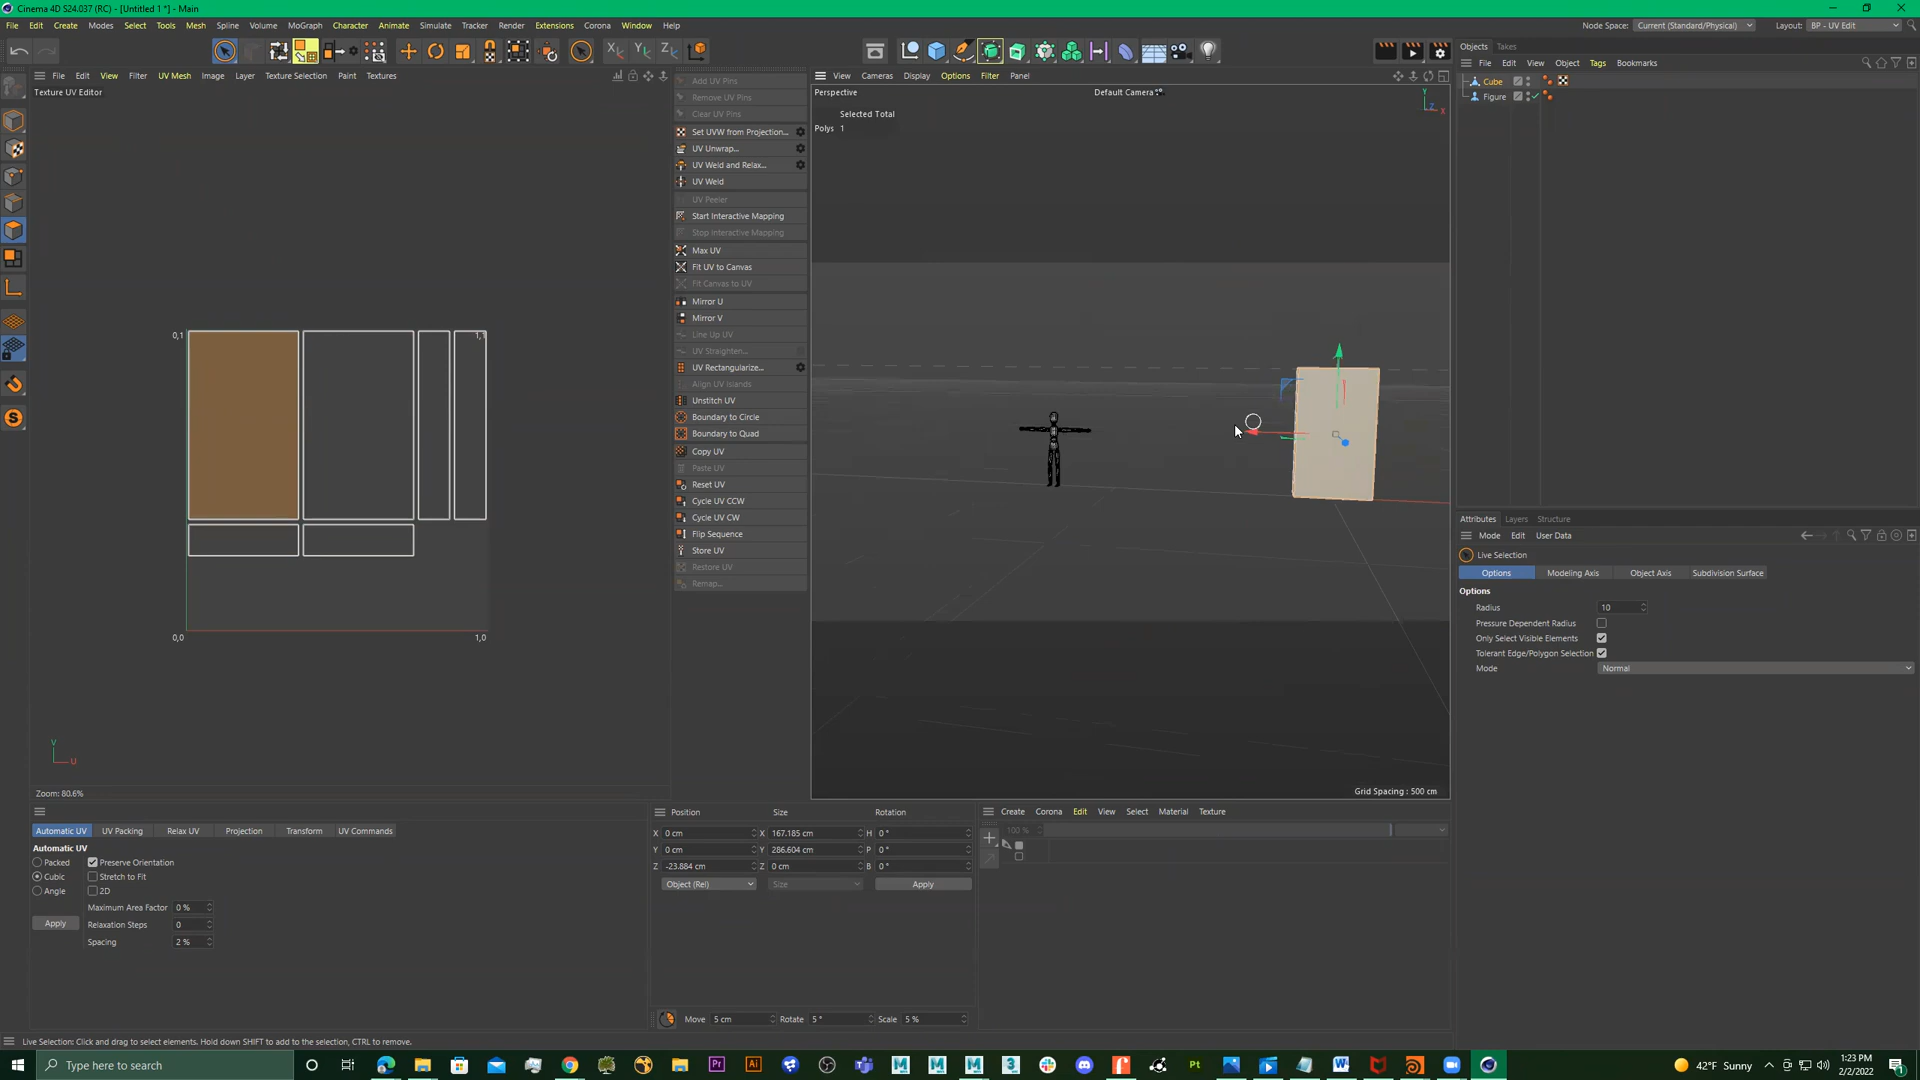 Cinema 4D S24.037 (RC) - [Untitled 1 *] - Main
File Edit Create Modes Select Tools Mesh Spline Volume MoGraph Character Animate Simulate Tracker Render Extensions Corona Window Help
Node Space: Current (Standard/Physical) Layout: BP - UV Edit
File Edit View Filter UV Mesh Image Layer Texture Selection Paint Textures
Texture UV Editor
0,1
1,1
0,0
1,0
V
U
Zoom: 80.6%
Add UV Pins
Remove UV Pins
Clear UV Pins
Set UVW from Projection...
UV Unwrap...
UV Weld and Relax...
UV Weld
UV Peeler
Start Interactive Mapping
Stop Interactive Mapping
Max UV
Fit UV to Canvas
Fit Canvas to UV
Mirror U
Mirror V
Line Up UV
UV Straighten...
UV Rectangularize...
Align UV Islands
Unstitch UV
Boundary to Circle
Boundary to Quad
Copy UV
Paste UV
Reset UV
Cycle UV CCW
Cycle UV CW
Flip Sequence
Store UV
Restore UV
Remap...
X Y Z
View Cameras Display Options Filter Panel
Perspective
Default Camera
Selected Total
Polys 1
Y
Z
X
Grid Spacing : 500 cm
Objects Takes
File Edit View Object Tags Bookmarks
Cube
Figure
Attributes Layers Structure
Mode Edit User Data
Live Selection
Options Modeling Axis Object Axis Subdivision Surface
Options
Radius 10
Pressure Dependent Radius
Only Select Visible Elements
Tolerant Edge/Polygon Selection
Mode Normal
Automatic UV UV Packing Relax UV Projection Transform UV Commands
Automatic UV
Packed Preserve Orientation
Cubic Stretch to Fit
Angle 2D
Maximum Area Factor 0 %
Apply Relaxation Steps 0
Spacing 2 %
Position Size Rotation
X 0 cm X 167.185 cm H 0 °
Y 0 cm Y 286.604 cm P 0 °
Z -23.884 cm Z 0 cm B 0 °
Object (Rel) Size Apply
Move 5 cm Rotate 5 ° Scale 5 %
Create Corona Edit View Select Material Texture
100 %
Live Selection: Click and drag to select elements. Hold down SHIFT to add to the selection, CTRL to remove.
Type here to search
Pr Ai M M M 3 Pt W
42°F Sunny
1:23 PM
2/2/2022